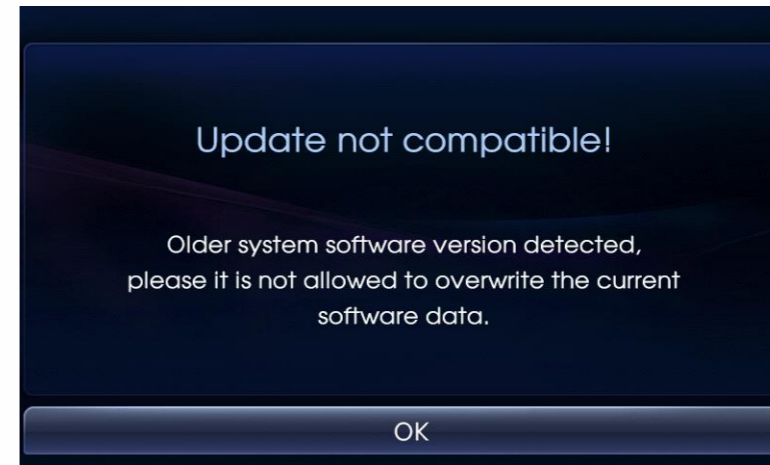 Update not compatible!
Older system software version detected,
please it is not allowed to overwrite the current
software data.
OK